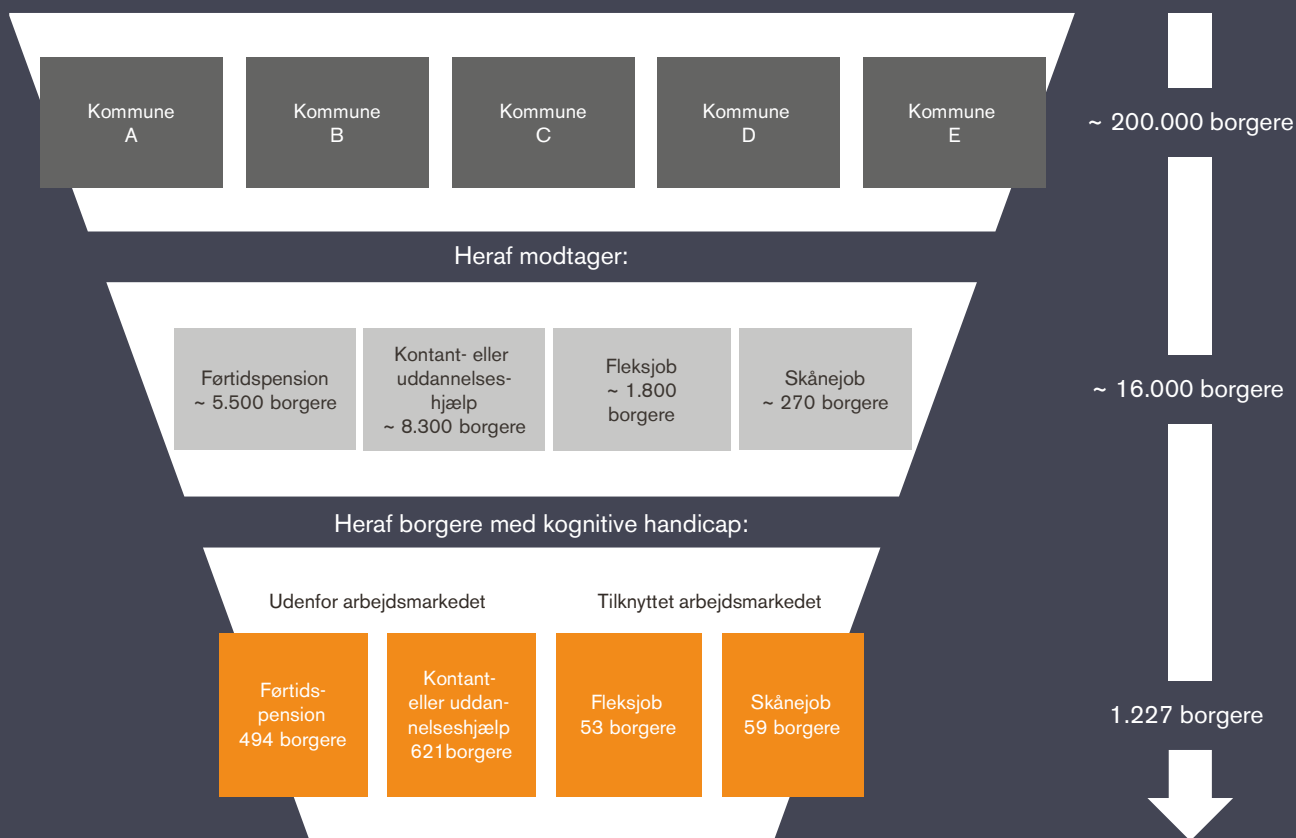 Kommune
A
Kommune
B
Kommune
C
Kommune
D
Kommune
E
~ 200.000 borgere
Heraf modtager:
Førtidspension
~ 5.500 borgere
Kontant- eller
uddannelses-
hjælp
~ 8.300 borgere
Fleksjob
~ 1.800
borgere
Skånejob
~ 270 borgere
~ 16.000 borgere
Heraf borgere med kognitive handicap:
Udenfor arbejdsmarkedet
Tilknyttet arbejdsmarkedet
Førtids-
pension
494 borgere
Kontant-
eller uddan-
nelseshjælp
621borgere
Fleksjob
53 borgere
Skånejob
59 borgere
1.227 borgere